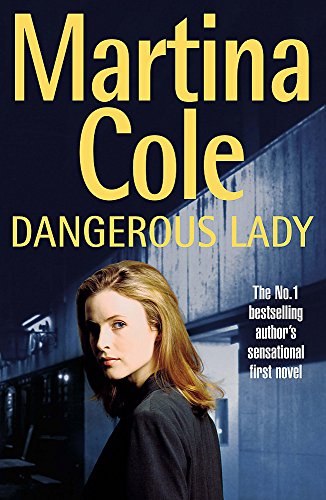 Martina
Cole
DANGEROUS LADY
The No.1
bestselling
author's
sensational
first novel